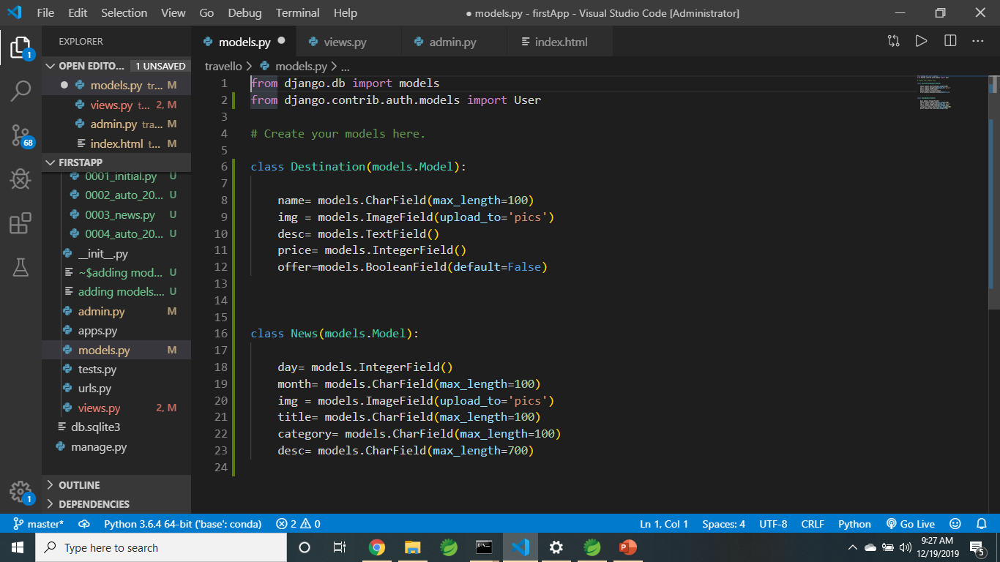 File Edit Selection View Go Debug Terminal Help ● models.py - firstApp - Visual Studio Code [Administrator]
EXPLORER
models.py ● views.py admin.py index.html
OPEN EDITO... 1 UNSAVED
travello > models.py > ...
models.py tr... M
views.py t... 2, M
admin.py tra... M
index.html t... M
FIRSTAPP
0001_initial.py U
0002_auto_20... U
0003_news.py U
0004_auto_20... U
__init__.py
~$adding mod... U
adding models.... U
admin.py M
apps.py
models.py M
tests.py
urls.py
views.py 2, M
db.sqlite3
manage.py
OUTLINE
DEPENDENCIES
1
68
1
1 from django.db import models
2 from django.contrib.auth.models import User
3
4 # Create your models here.
5
6 class Destination(models.Model):
7
8 name= models.CharField(max_length=100)
9 img = models.ImageField(upload_to='pics')
10 desc= models.TextField()
11 price= models.IntegerField()
12 offer=models.BooleanField(default=False)
13
14
15
16 class News(models.Model):
17
18 day= models.IntegerField()
19 month= models.CharField(max_length=100)
20 img = models.ImageField(upload_to='pics')
21 title= models.CharField(max_length=100)
22 category= models.CharField(max_length=100)
23 desc= models.CharField(max_length=700)
24
master* Python 3.6.4 64-bit ('base': conda) 2 0 Ln 1, Col 1 Spaces: 4 UTF-8 CRLF Python Go Live
Type here to search
9:27 AM
12/19/2019
5